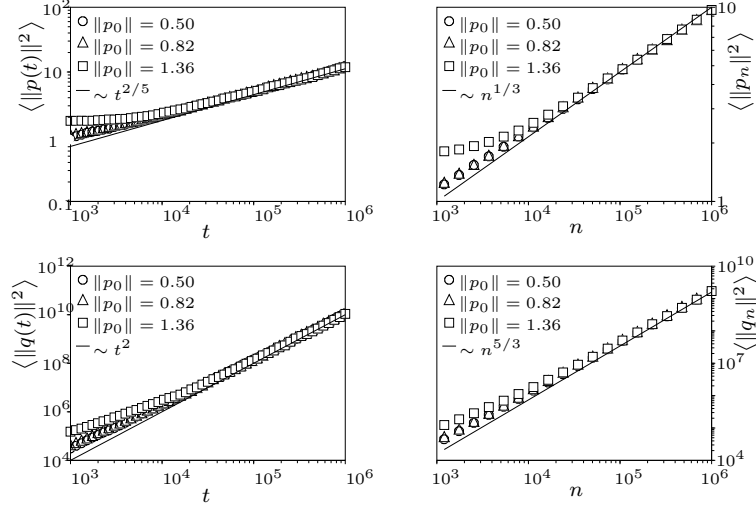 10^2
10
1
0.1
⟨‖p(t)‖^2⟩
‖p_0‖ = 0.50
‖p_0‖ = 0.82
‖p_0‖ = 1.36
∼ t^{2/5}
10^3 10^4 10^5 10^6
t
‖p_0‖ = 0.50
‖p_0‖ = 0.82
‖p_0‖ = 1.36
∼ n^{1/3}
10
1
⟨‖p_n‖^2⟩
10^3 10^4 10^5 10^6
n
10^{12}
10^{10}
10^8
10^6
10^4
⟨‖q(t)‖^2⟩
‖p_0‖ = 0.50
‖p_0‖ = 0.82
‖p_0‖ = 1.36
∼ t^2
10^3 10^4 10^5 10^6
t
‖p_0‖ = 0.50
‖p_0‖ = 0.82
‖p_0‖ = 1.36
∼ n^{5/3}
10^{10}
10^7
10^4
⟨‖q_n‖^2⟩
10^3 10^4 10^5 10^6
n